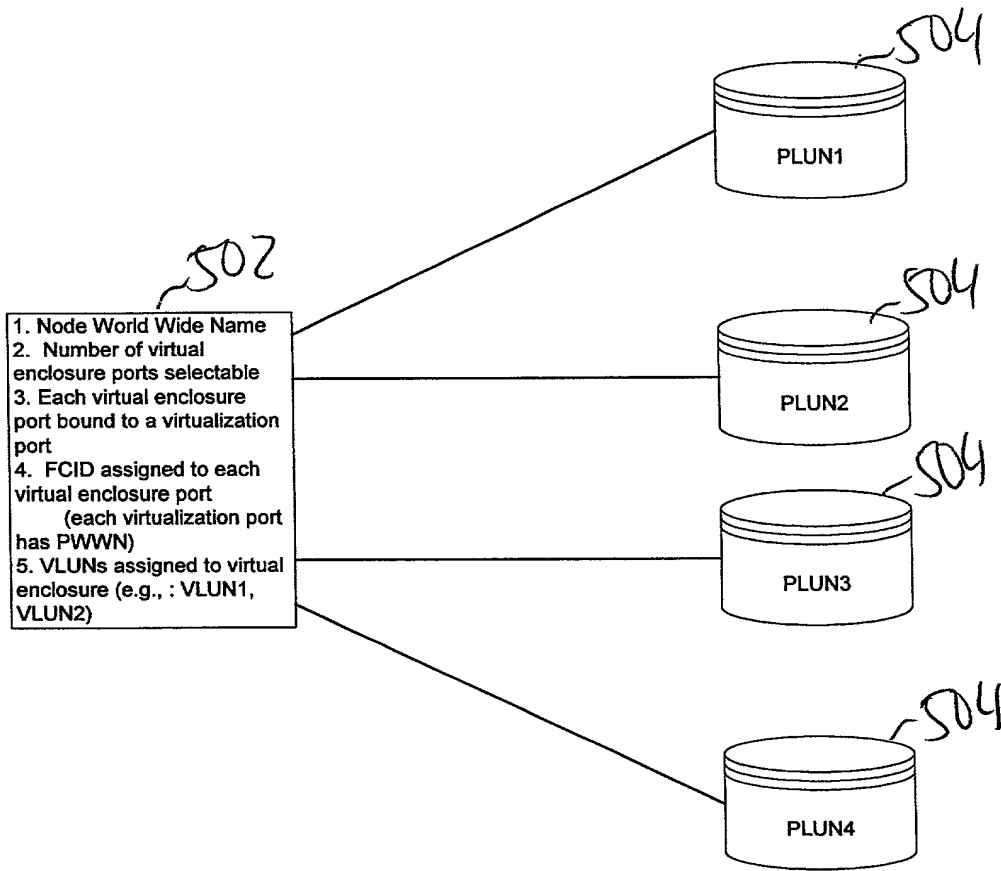 504
PLUN1
502
504
1. Node World Wide Name
2. Number of virtual
enclosure ports selectable
3. Each virtual enclosure
port bound to a virtualization
port
4. FCID assigned to each
virtual enclosure port
(each virtualization port
has PWWN)
5. VLUNs assigned to virtual
enclosure (e.g., : VLUN1,
VLUN2)
PLUN2
504
PLUN3
504
PLUN4